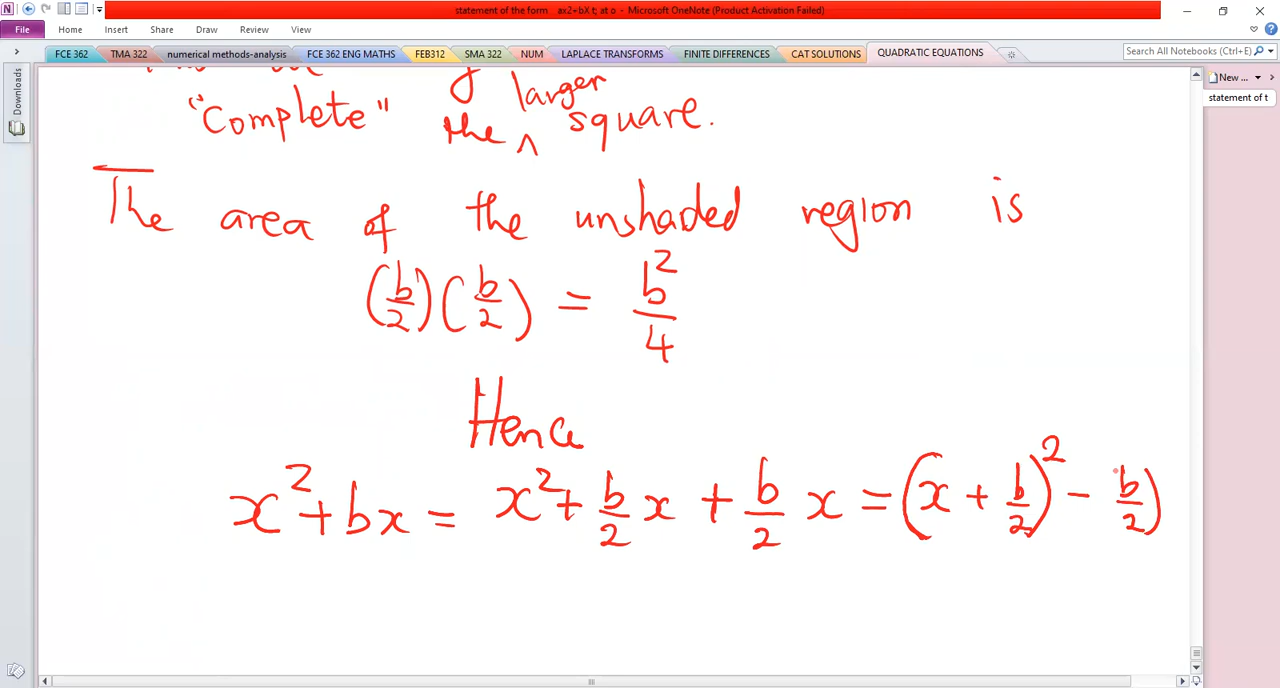 statement of the form ax2+bX t; at o - Microsoft OneNote (Product Activation Failed)
File Home Insert Share Draw Review View
FCE 362 TMA 322 numerical methods-analysis FCE 362 ENG MATHS FEB312 SMA 322 NUM LAPLACE TRANSFORMS FINITE DIFFERENCES CAT SOLUTIONS QUADRATIC EQUATIONS Search All Notebooks (Ctrl+E)
Downloads
New ...
statement of t
larger
"Complete" the ^ square.
The area of the unshaded region is
(b/2)(b/2) = b²/4
Hence
x² + bx = x² + b/2 x + b/2 x = (x + b/2)² - b/2)